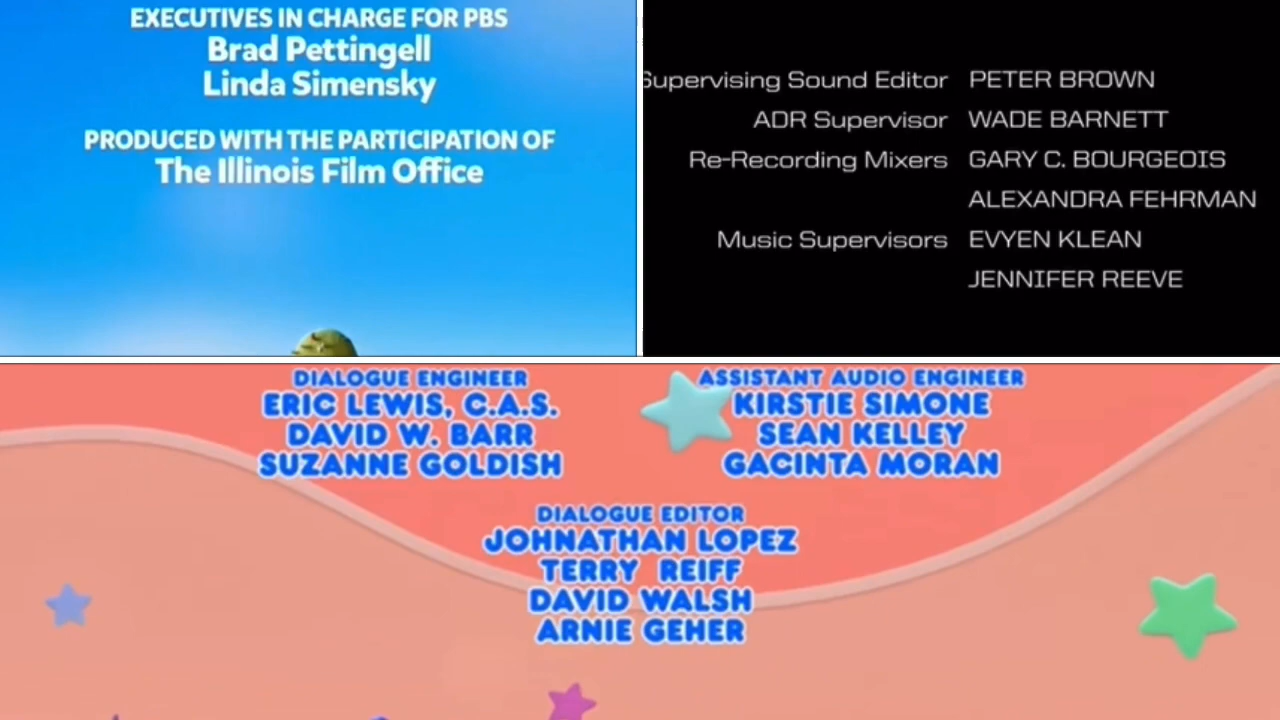 EXECUTIVES IN CHARGE FOR PBS
Brad Pettingell
Linda Simensky
PRODUCED WITH THE PARTICIPATION OF
The Illinois Film Office
Supervising Sound Editor PETER BROWN
ADR Supervisor WADE BARNETT
Re-Recording Mixers GARY C. BOURGEOIS
ALEXANDRA FEHRMAN
Music Supervisors EVYEN KLEAN
JENNIFER REEVE
DIALOGUE ENGINEER
ERIC LEWIS, C.A.S.
DAVID W. BARR
SUZANNE GOLDISH
ASSISTANT AUDIO ENGINEER
KIRSTIE SIMONE
SEAN KELLEY
GACINTA MORAN
DIALOGUE EDITOR
JOHNATHAN LOPEZ
TERRY REIFF
DAVID WALSH
ARNIE GEHER